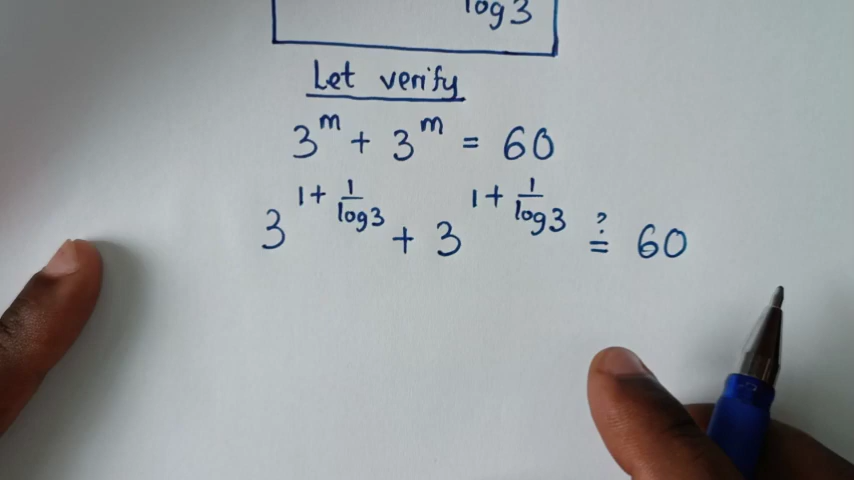 log3
Let verify
3^m + 3^m = 60
3^(1+ 1/log3) + 3^(1+ 1/log3) ≟ 60